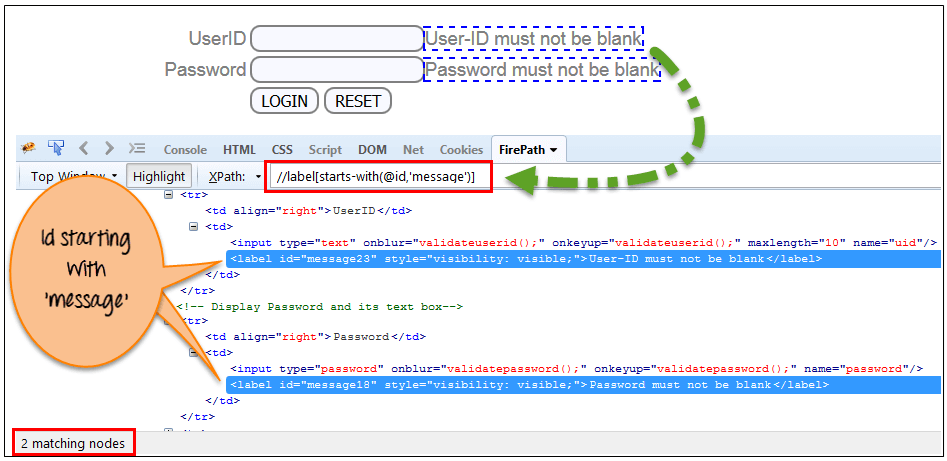 UserID User-ID must not be blank
Password Password must not be blank
LOGIN RESET
Console HTML CSS Script DOM Net Cookies FirePath
Top Window Highlight XPath: //label[starts-with(@id,'message')]
<tr>
<td align="right">UserID</td>
<td>
<input type="text" onblur="validateuserid();" onkeyup="validateuserid();" maxlength="10" name="uid"/>
<label id="message23" style="visibility: visible;">User-ID must not be blank</label>
</td>
</tr>
<!-- Display Password and its text box-->
<tr>
<td align="right">Password</td>
<td>
<input type="password" onblur="validatepassword();" onkeyup="validatepassword();" name="password"/>
<label id="message18" style="visibility: visible;">Password must not be blank</label>
</td>
</tr>
Id starting
with
'message'
2 matching nodes